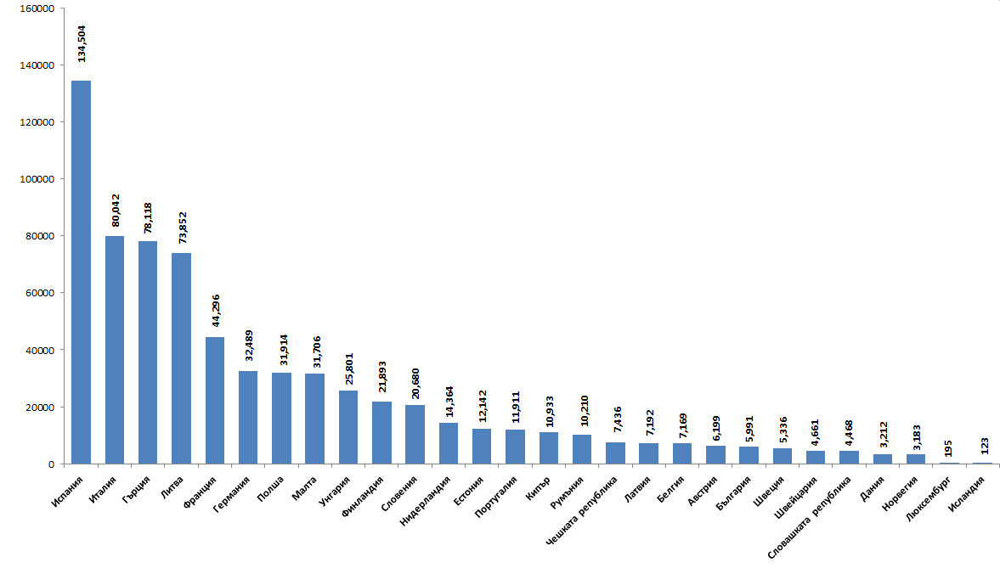 160000
140000
120000
100000
80000
60000
40000
20000
0
134,504
80,042
78,118
73,852
44,296
32,489
31,914
31,706
25,801
21,893
20,680
14,364
12,142
11,911
10,933
10,210
7,436
7,192
7,169
6,199
5,991
5,336
4,661
4,468
3,212
3,183
195
123
Испания
Италия
Гърция
Литва
Франция
Германия
Полша
Малта
Унгария
Финландия
Словения
Нидерландия
Естония
Португалия
Кипър
Румъния
Чешката република
Латвия
Белгия
Австрия
България
Швеция
Швейцария
Словашката република
Дания
Норвегия
Люксембург
Исландия